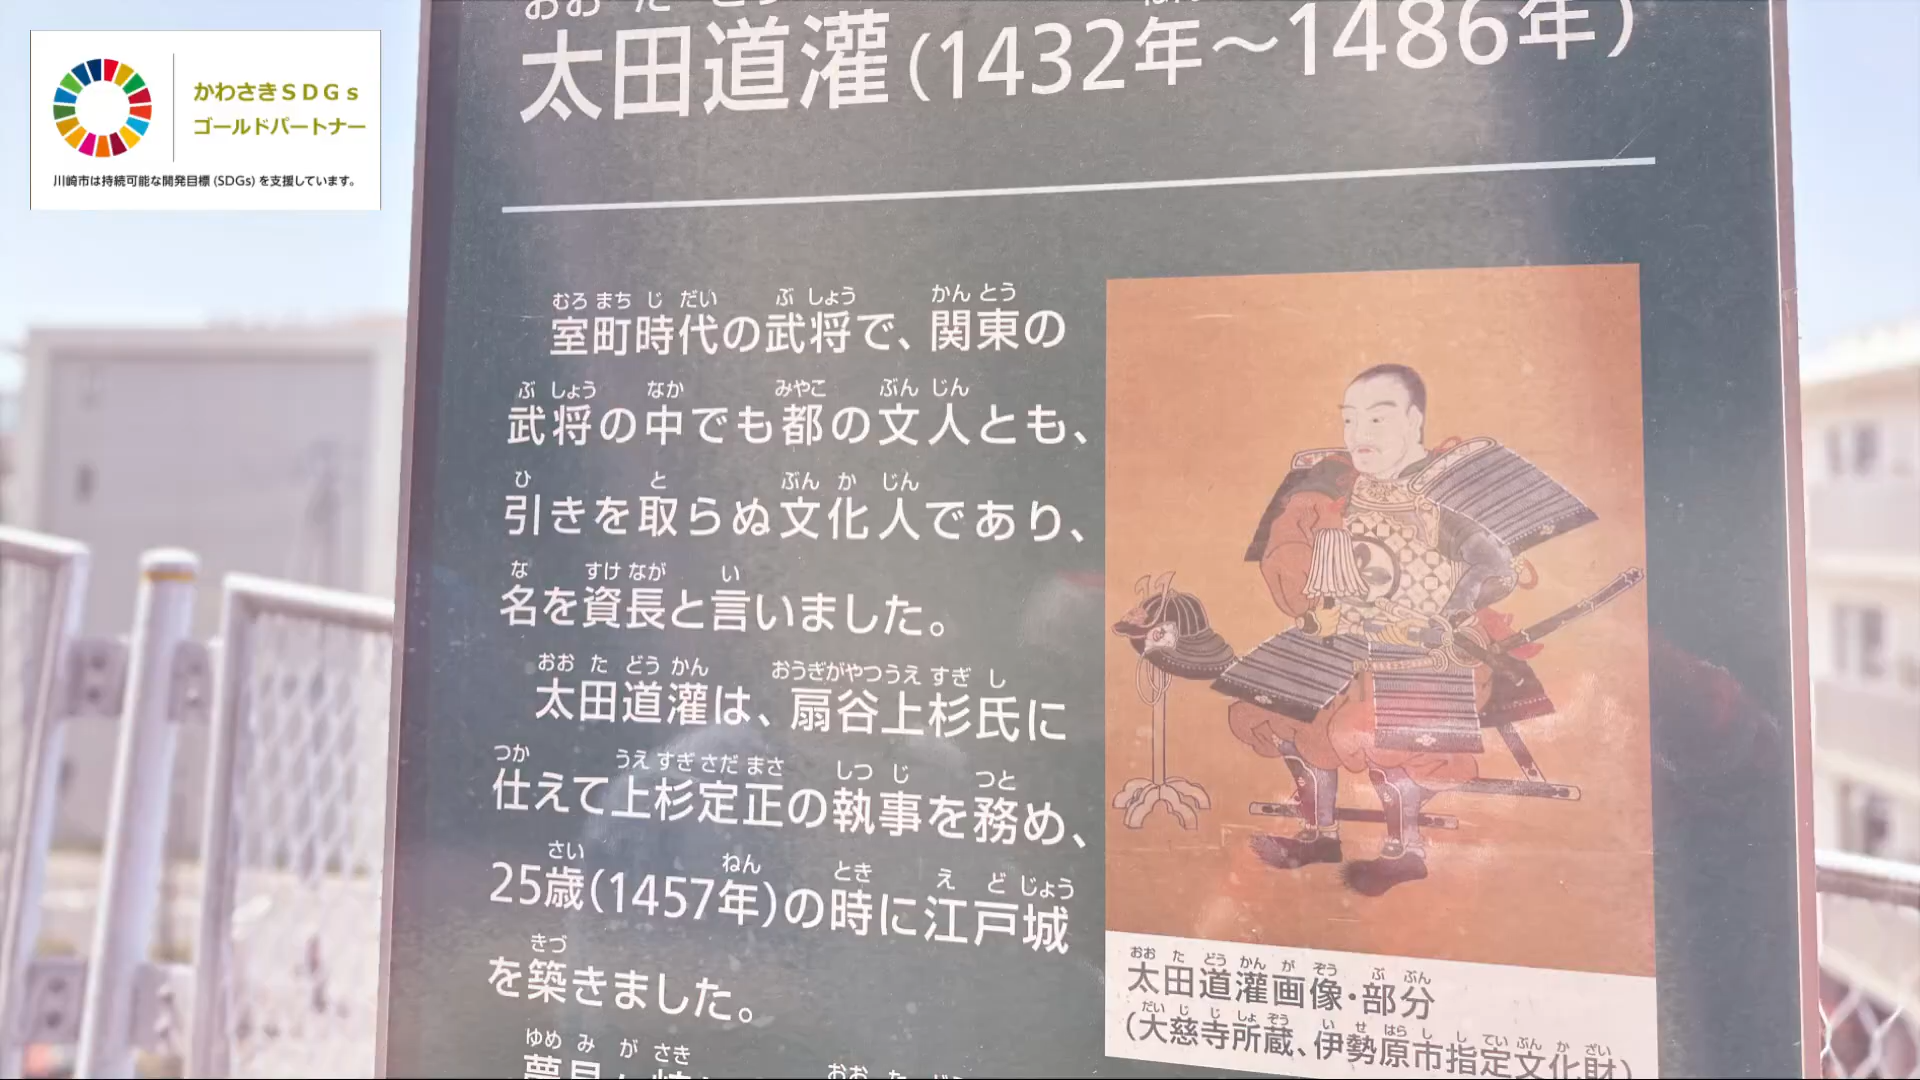 かわさきSDGs
ゴールドパートナー
川崎市は持続可能な開発目標(SDGs)を支援しています。
太田道灌(1432年～1486年)
むろ まち じ だい ぶ しょう かん とう
室町時代の武将で、関東の
ぶ しょう なか みやこ ぶん じん
武将の中でも都の文人とも、
ひ と ぶん か じん
引きを取らぬ文化人であり、
な すけ なが い
名を資長と言いました。
おお た どう かん おうぎがやつうえ すぎ し
太田道灌は、扇谷上杉氏に
つか うえ すぎ さだ まさ しつ じ つと
仕えて上杉定正の執事を務め、
さい ねん とき え ど じょう
25歳(1457年)の時に江戸城
きづ
を築きました。
ゆめ み が さき
おお た どう かん が ぞう ぶ ぶん
太田道灌画像・部分
だい じ じ しょ ぞう い せ はら し し てい ぶん か ざい
(大慈寺所蔵、伊勢原市指定文化財)